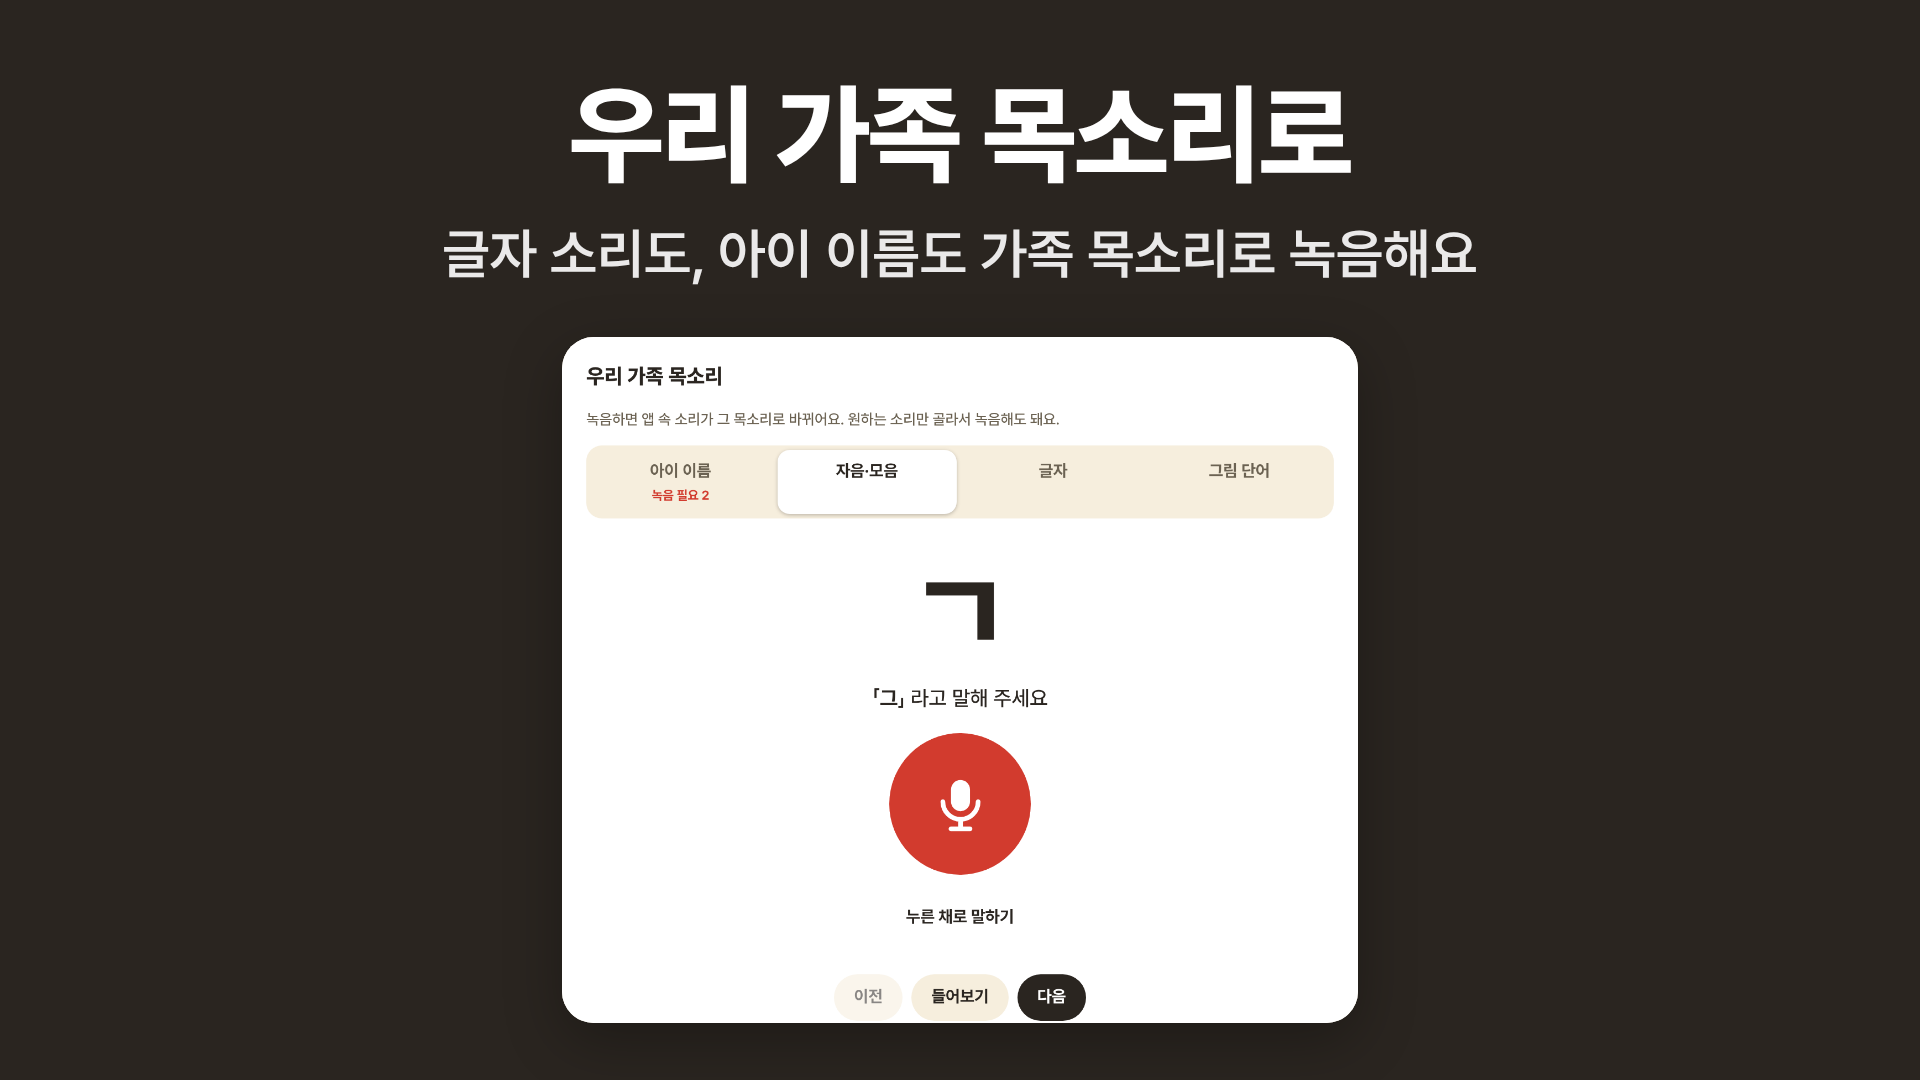 우리 가족 목소리로
글자 소리도, 아이 이름도 가족 목소리로 녹음해요
우리 가족 목소리
녹음하면 앱 속 소리가 그 목소리로 바뀌어요. 원하는 소리만 골라서 녹음해도 돼요.
아이 이름
녹음 필요 2
자음·모음
글자
그림 단어
ㄱ
「그」 라고 말해 주세요
누른 채로 말하기
이전
들어보기
다음